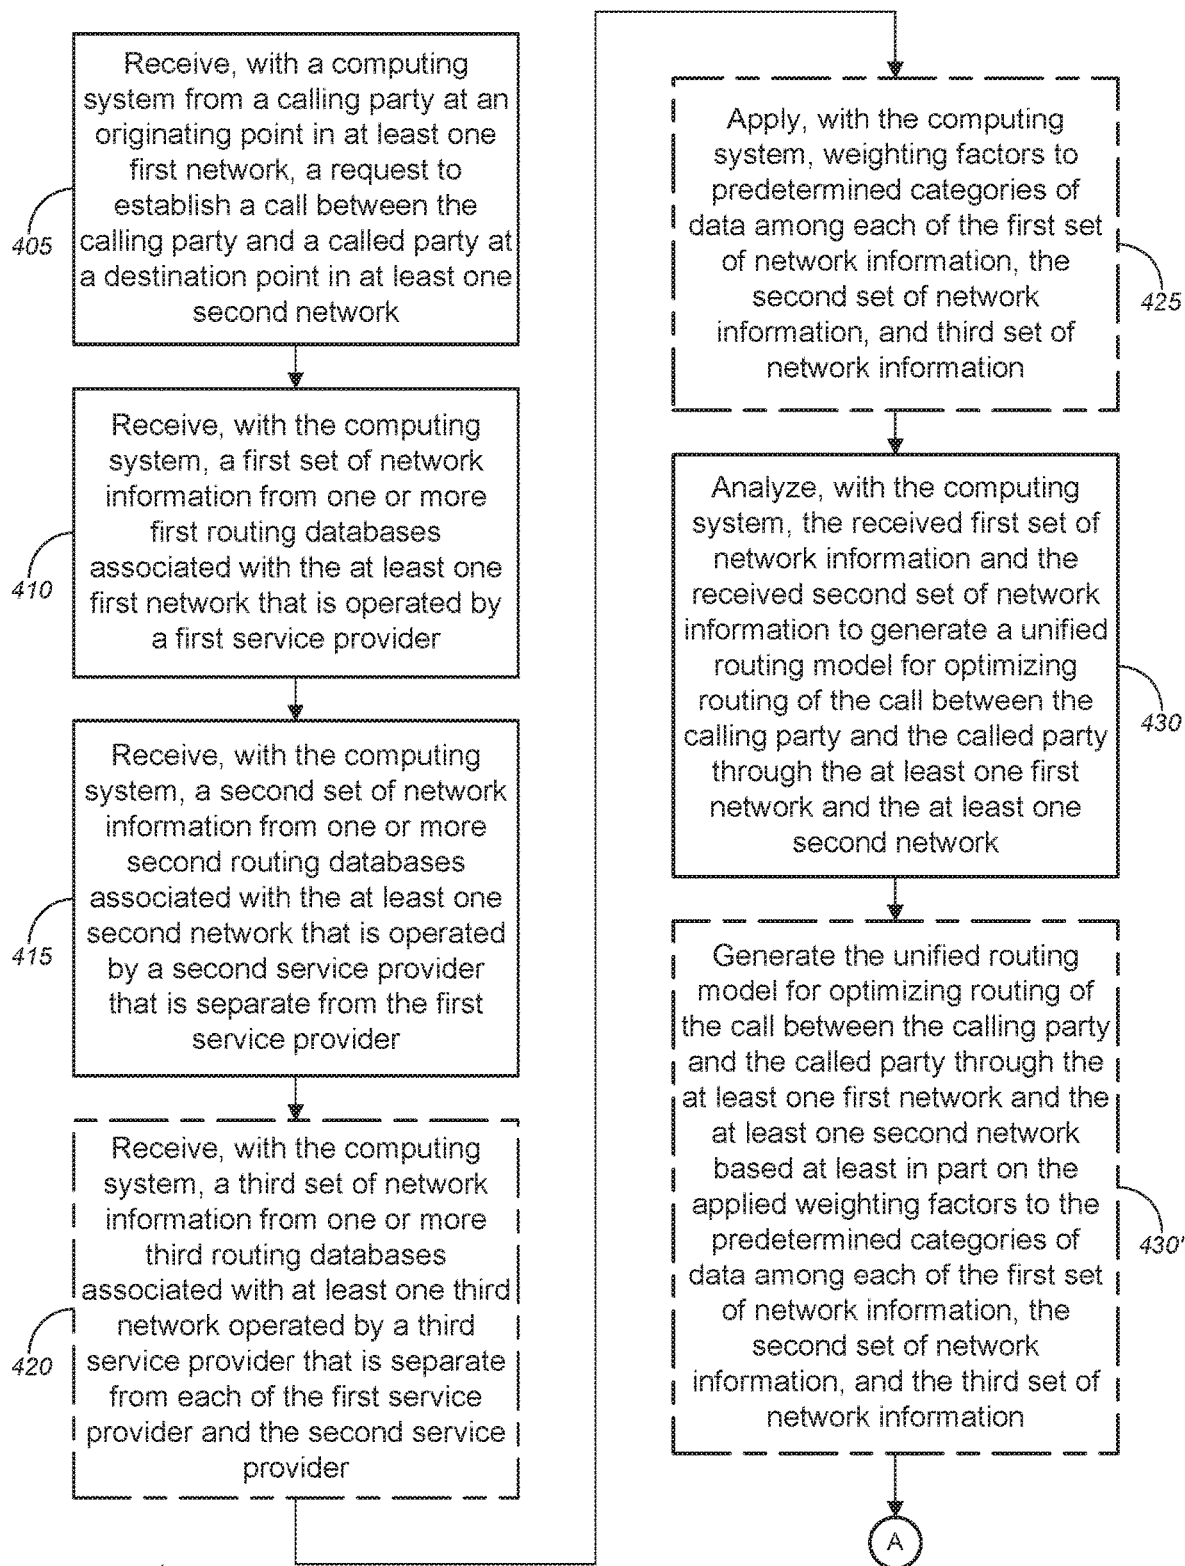 Receive, with a computing
system from a calling party at an
originating point in at least one
first network, a request to
establish a call between the
calling party and a called party at
a destination point in at least one
second network
405
Receive, with the computing
system, a first set of network
information from one or more
first routing databases
associated with the at least one
first network that is operated by
a first service provider
410
Receive, with the computing
system, a second set of network
information from one or more
second routing databases
associated with the at least one
second network that is operated
by a second service provider
that is separate from the first
service provider
415
Receive, with the computing
system, a third set of network
information from one or more
third routing databases
associated with at least one third
network operated by a third
service provider that is separate
from each of the first service
provider and the second service
provider
420
Apply, with the computing
system, weighting factors to
predetermined categories of
data among each of the first set
of network information, the
second set of network
information, and third set of
network information
425
Analyze, with the computing
system, the received first set of
network information and the
received second set of network
information to generate a unified
routing model for optimizing
routing of the call between the
calling party and the called party
through the at least one first
network and the at least one
second network
430
Generate the unified routing
model for optimizing routing of
the call between the calling party
and the called party through the
at least one first network and the
at least one second network
based at least in part on the
applied weighting factors to the
predetermined categories of
data among each of the first set
of network information, the
second set of network
information, and the third set of
network information
430'
A